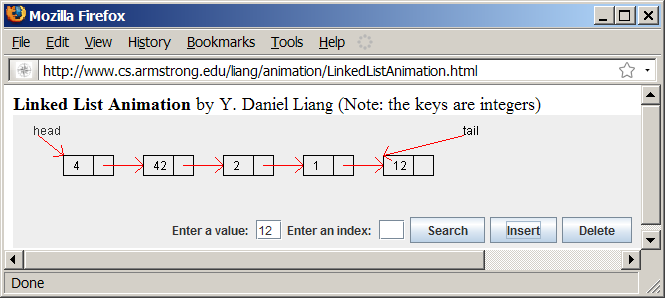 Mozilla Firefox
File Edit View History Bookmarks Tools Help
http://www.cs.armstrong.edu/liang/animation/LinkedListAnimation.html
Linked List Animation by Y. Daniel Liang (Note: the keys are integers)
head tail
4 42 2 1 12
Enter a value: 12 Enter an index: Search Insert Delete
Done